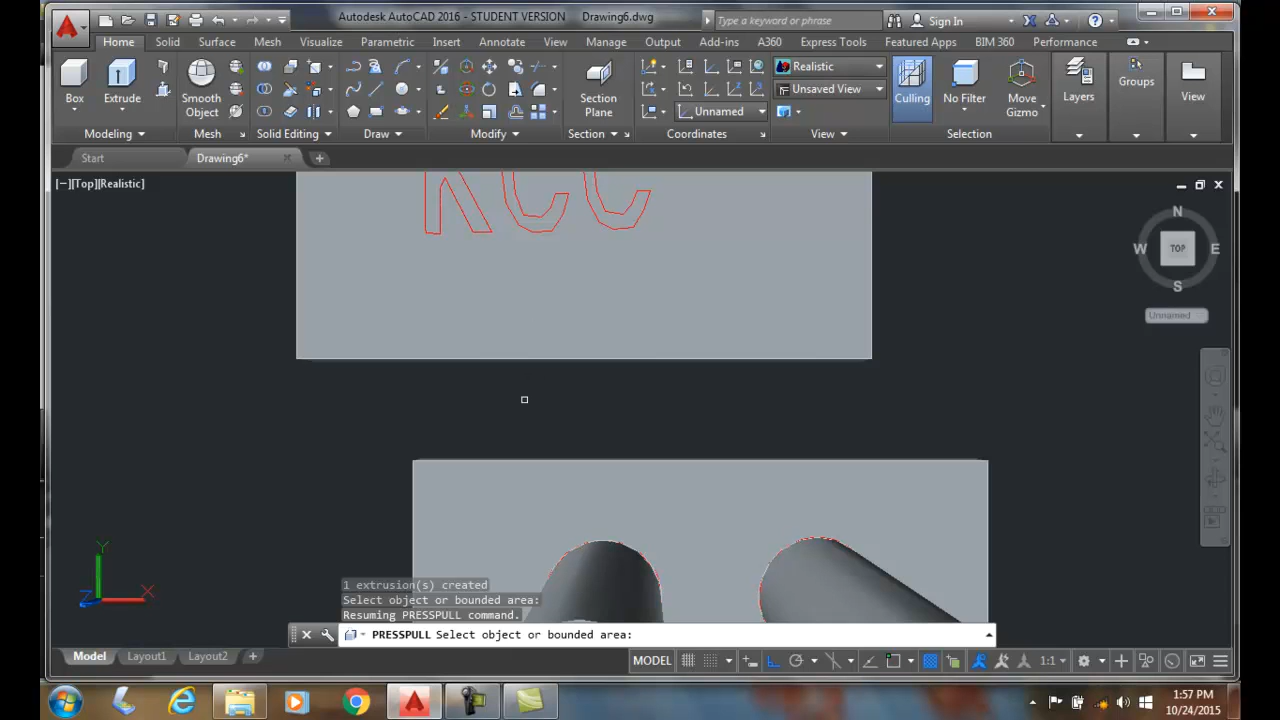 Autodesk AutoCAD 2016 - STUDENT VERSION Drawing6.dwg
Type a keyword or phrase
Sign In
Home Solid Surface Mesh Visualize Parametric Insert Annotate View Manage Output Add-ins A360 Express Tools Featured Apps BIM 360 Performance
Box
Extrude
Smooth Object
Section Plane
Realistic
Unsaved View
Unnamed
Culling
No Filter
Move Gizmo
Layers
Groups
View
Modeling
Mesh
Solid Editing
Draw
Modify
Section
Coordinates
View
Selection
Start
Drawing6*
[−][Top][Realistic]
N
W
TOP
E
S
Unnamed
Y
X
Z
1 extrusion(s) created
Select object or bounded area:
Resuming PRESSPULL command.
PRESSPULL Select object or bounded area:
Model Layout1 Layout2
MODEL
1:1
1:57 PM
10/24/2015